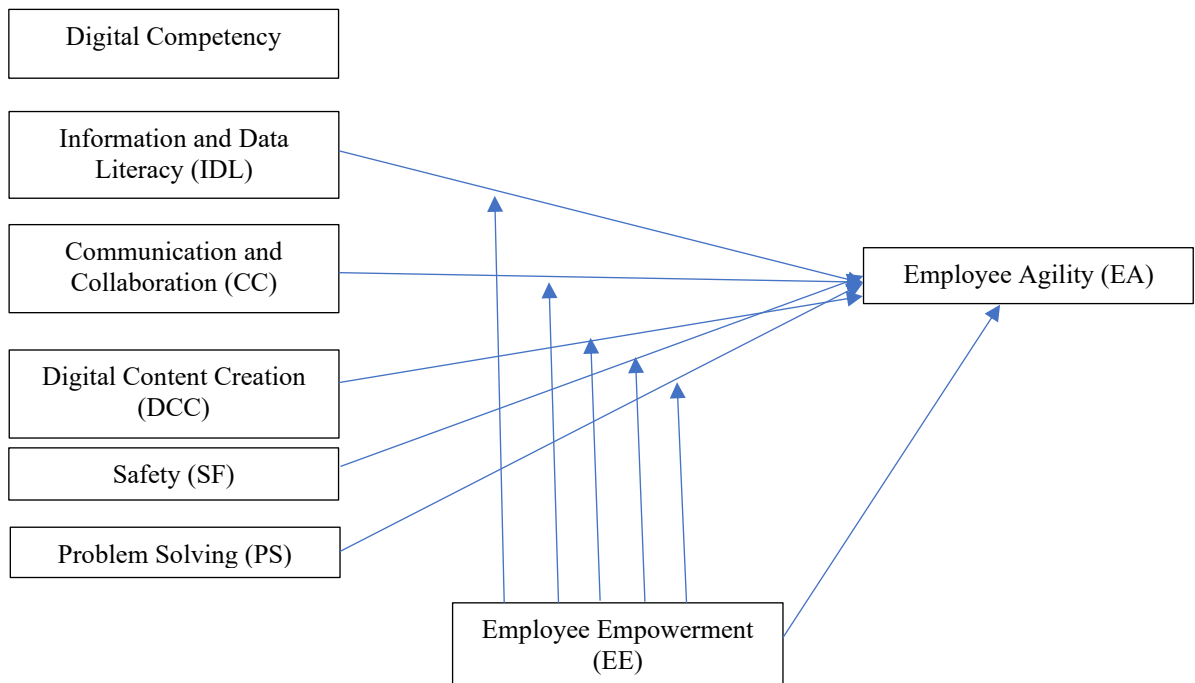 Digital Competency
Information and Data
Literacy (IDL)
Communication and
Collaboration (CC)
Employee Agility (EA)
Digital Content Creation
(DCC)
Safety (SF)
Problem Solving (PS)
Employee Empowerment
(EE)